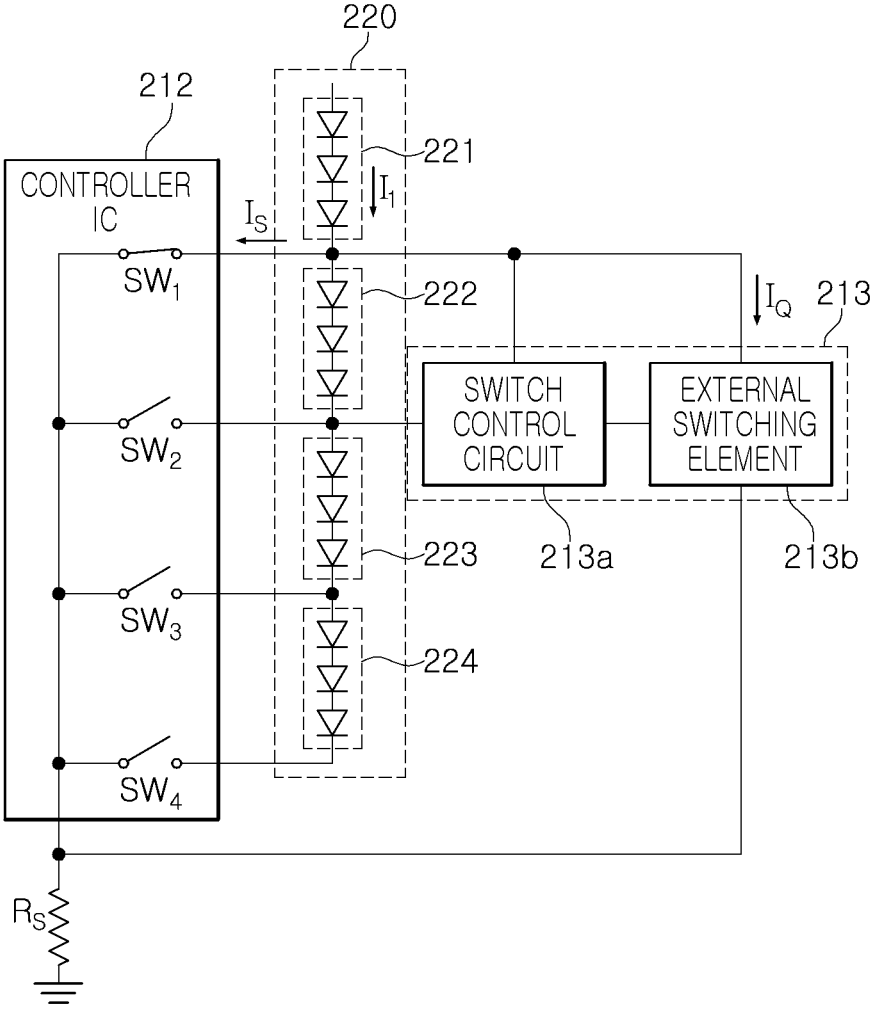 220
212
221
CONTROLLER
IC
I1
IS
SW1
222
IQ
213
SWITCH
CONTROL
CIRCUIT
EXTERNAL
SWITCHING
ELEMENT
SW2
223
213a
213b
SW3
224
SW4
RS